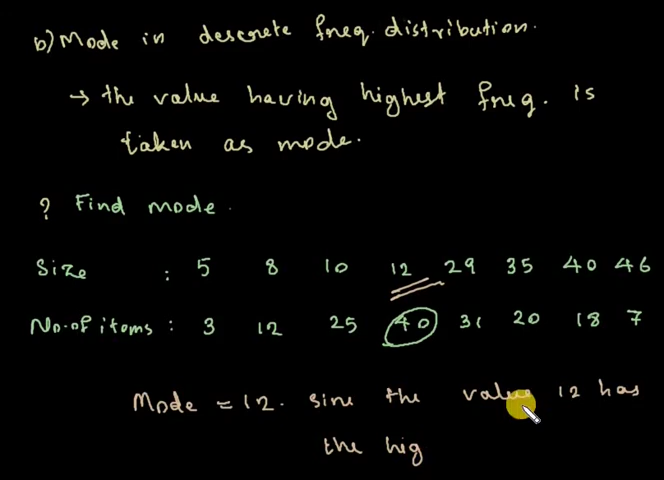 b) Mode in descrete freq. distribution.
→ the value having highest freq. is
taken as mode.
? Find mode.
Size : 5 8 10 12 29 35 40 46
No. of items : 3 12 25 40 31 20 18 7
Mode = 12. sine the value 12 has
the hig